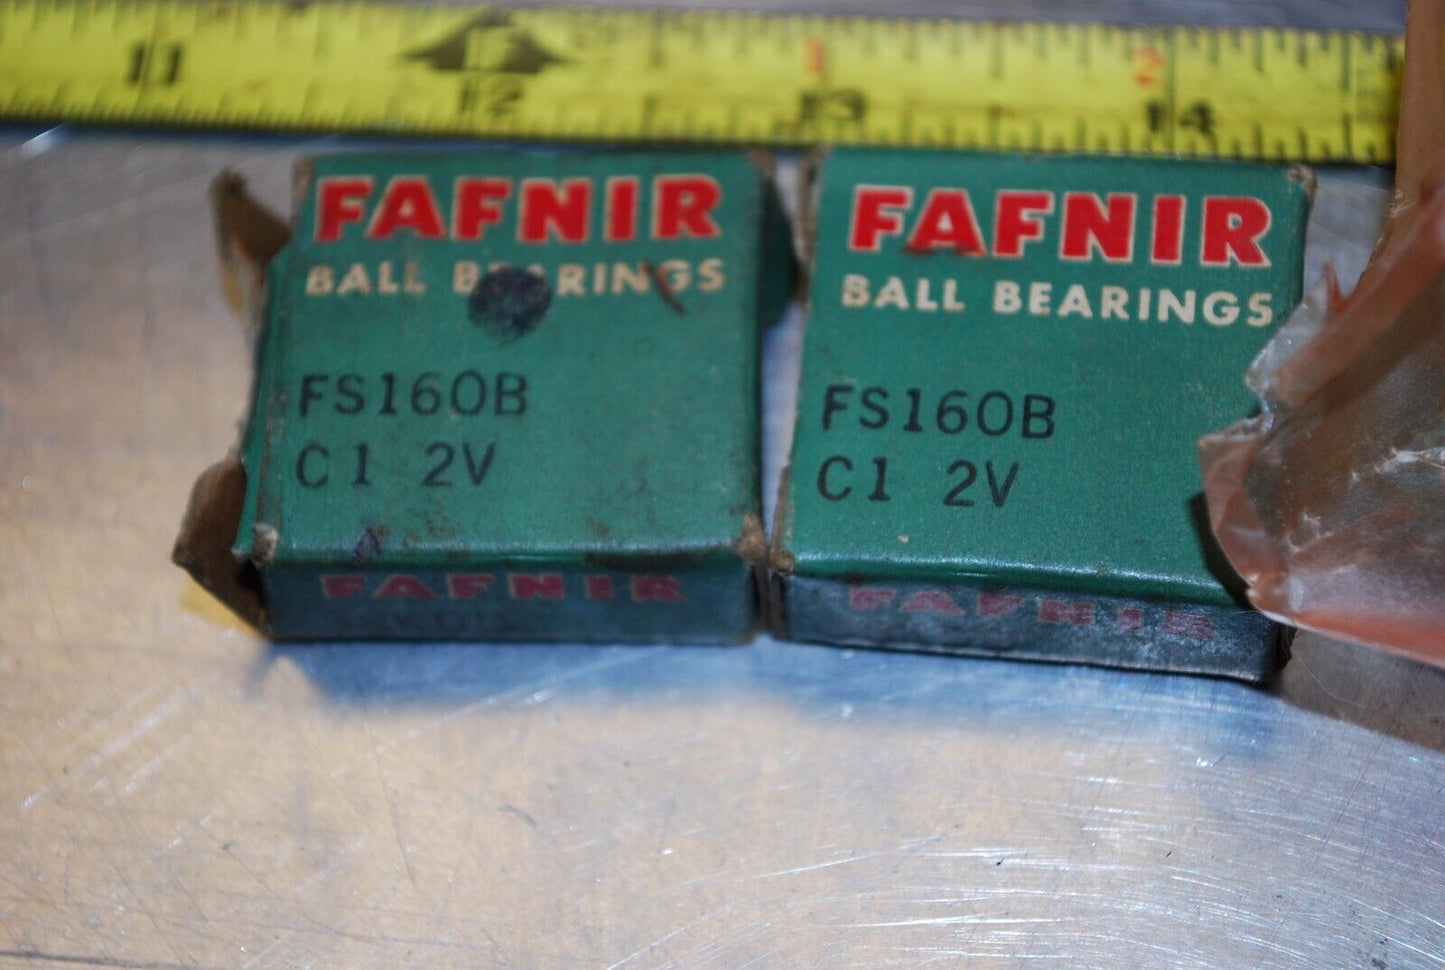 11 12 13 14
1 2
FAFNIR
BALL BEARINGS
FS160B
C1 2V
FAFNIR
FAFNIR
BALL BEARINGS
FS160B
C1 2V
FAFNIR